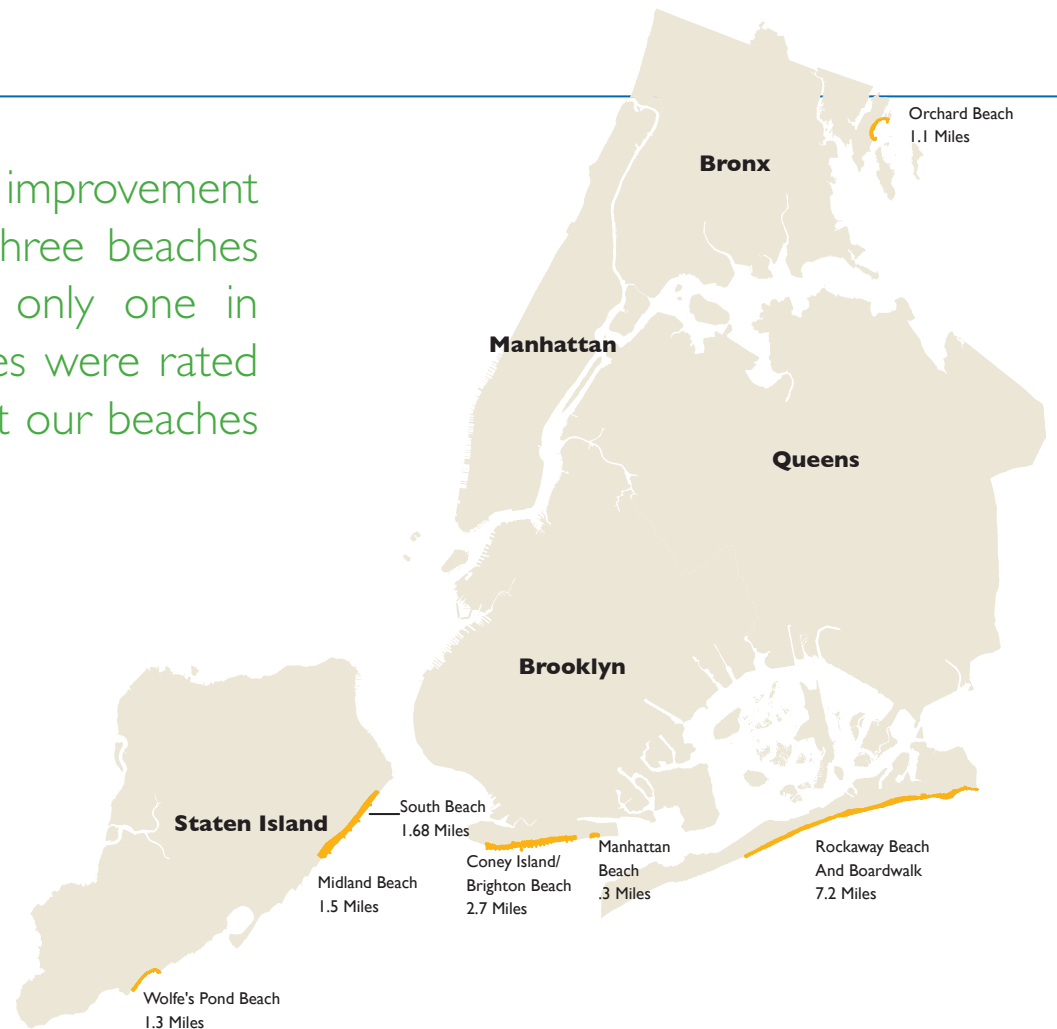 improvement
hree beaches
only one in
es were rated
t our beaches
Orchard Beach
1.1 Miles
Bronx
Manhattan
Queens
Brooklyn
Staten Island
South Beach
1.68 Miles
Midland Beach
1.5 Miles
Coney Island/
Brighton Beach
2.7 Miles
Manhattan
Beach
.3 Miles
Rockaway Beach
And Boardwalk
7.2 Miles
Wolfe's Pond Beach
1.3 Miles